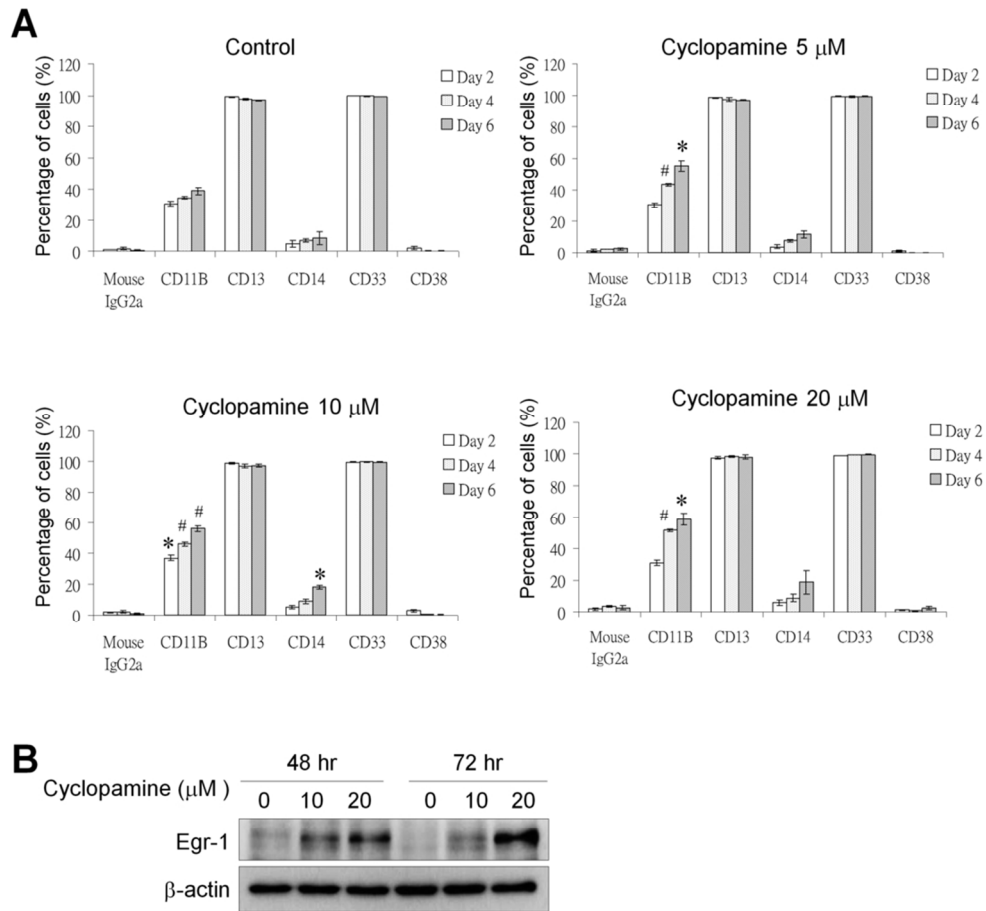 A
Control
Percentage of cells (%)
120
100
80
60
40
20
0
Day 2
Day 4
Day 6
Mouse IgG2a
CD11B
CD13
CD14
CD33
CD38
Cyclopamine 5 μM
Percentage of cells (%)
120
100
80
60
40
20
0
Day 2
Day 4
Day 6
#
*
Mouse IgG2a
CD11B
CD13
CD14
CD33
CD38
Cyclopamine 10 μM
Percentage of cells (%)
120
100
80
60
40
20
0
Day 2
Day 4
Day 6
*
#
#
*
Mouse IgG2a
CD11B
CD13
CD14
CD33
CD38
Cyclopamine 20 μM
Percentage of cells (%)
120
100
80
60
40
20
0
Day 2
Day 4
Day 6
#
*
Mouse IgG2a
CD11B
CD13
CD14
CD33
CD38
B
48 hr 72 hr
Cyclopamine (μM )
0 10 20 0 10 20
Egr-1
β-actin